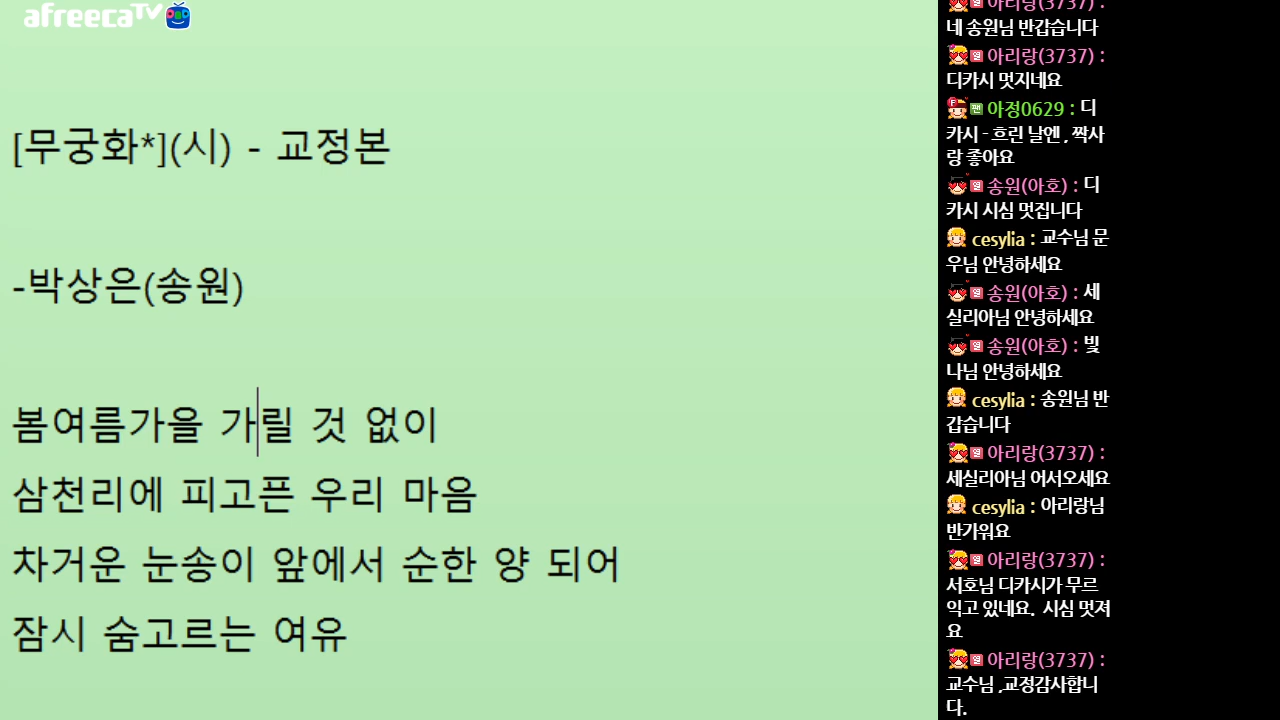 afreecaTV
[무궁화*](시) - 교정본
-박상은(송원)
봄여름가을 가릴 것 없이
삼천리에 피고픈 우리 마음
차거운 눈송이 앞에서 순한 양 되어
잠시 숨고르는 여유
아리랑(3737) :
네 송원님 반갑습니다
아리랑(3737) :
디카시 멋지네요
아정0629 : 디
카시 - 흐린 날엔 , 짝사
랑 좋아요
송원(아호) : 디
카시 시심 멋집니다
cesylia : 교수님 문
우님 안녕하세요
송원(아호) : 세
실리아님 안녕하세요
송원(아호) : 빛
나님 안녕하세요
cesylia : 송원님 반
갑습니다
아리랑(3737) :
세실리아님 어서오세요
cesylia : 아리랑님
반가워요
아리랑(3737) :
서호님 디카시가 무르
익고 있네요. 시심 멋져
요
아리랑(3737) :
교수님 ,교정감사합니
다.